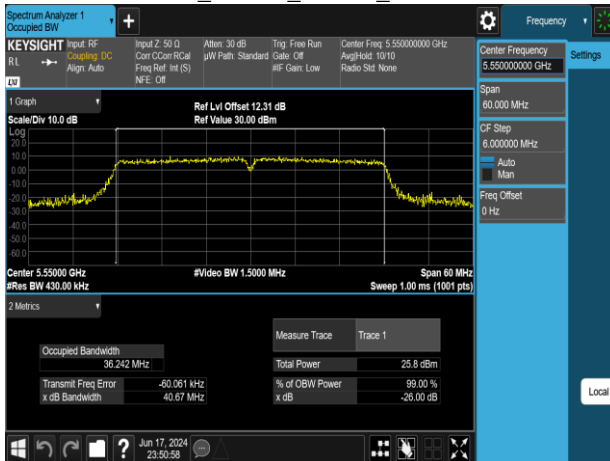 Spectrum Analyzer 1
Occupied BW
Frequency
KEYSIGHT
RL
LXI
Input: RF
Coupling: DC
Align: Auto
Input Z: 50 Ω
Corr CCorr RCal
Freq Ref: Int (S)
NFE: Off
Atten: 30 dB
µW Path: Standard
Trig: Free Run
Gate: Off
#IF Gain: Low
Center Freq: 5.550000000 GHz
Avg|Hold: 10/10
Radio Std: None
Center Frequency
5.550000000 GHz
Settings
Span
60.000 MHz
CF Step
6.000000 MHz
Auto
Man
Freq Offset
0 Hz
Local
1 Graph
Scale/Div 10.0 dB
Ref Lvl Offset 12.31 dB
Ref Value 30.00 dBm
Log
20.0
10.0
0.00
-10.0
-20.0
-30.0
-40.0
-50.0
-60.0
Center 5.55000 GHz
#Video BW 1.5000 MHz
Span 60 MHz
#Res BW 430.00 kHz
Sweep 1.00 ms (1001 pts)
2 Metrics
Measure Trace
Trace 1
Occupied Bandwidth
36.242 MHz
Total Power
25.8 dBm
Transmit Freq Error
-60.061 kHz
% of OBW Power
99.00 %
x dB Bandwidth
40.67 MHz
x dB
-26.00 dB
?
Jun 17, 2024
23:50:58